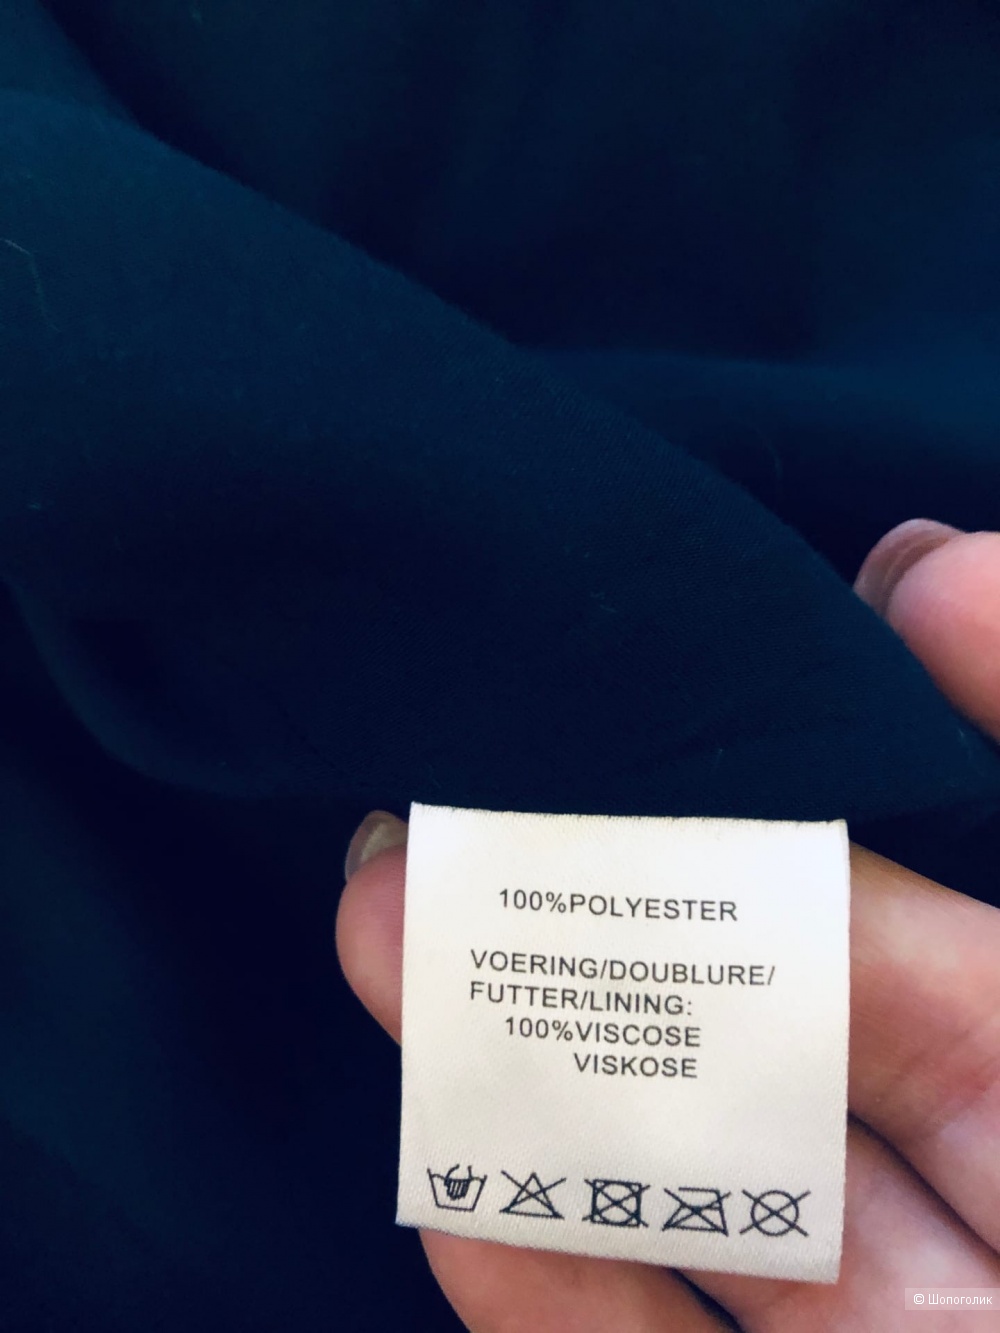 100%POLYESTER
VOERING/DOUBLURE/
FUTTER/LINING:
100%VISCOSE
VISKOSE
© Шопоголик